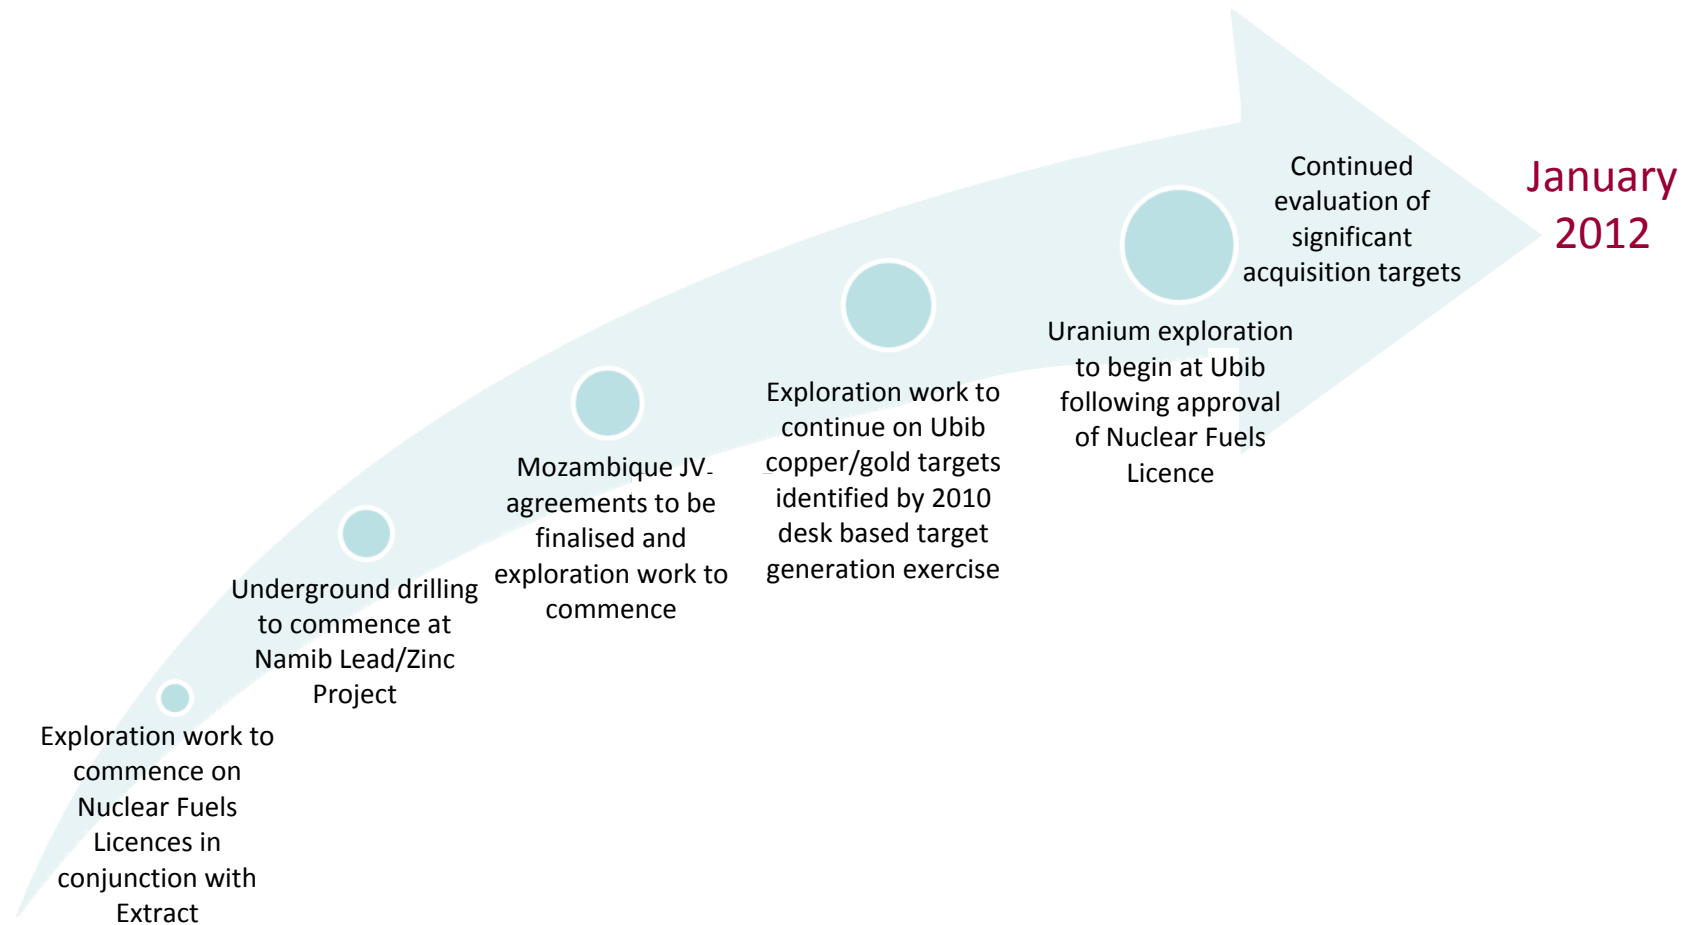 Exploration work to
commence on
Nuclear Fuels
Licences in
conjunction with
Extract
Underground drilling
to commence at
Namib Lead/Zinc
Project
Mozambique JV
agreements to be
finalised and
exploration work to
commence
Exploration work to
continue on Ubib
copper/gold targets
identified by 2010
desk based target
generation exercise
Uranium exploration
to begin at Ubib
following approval
of Nuclear Fuels
Licence
Continued
evaluation of
significant
acquisition targets
January
2012